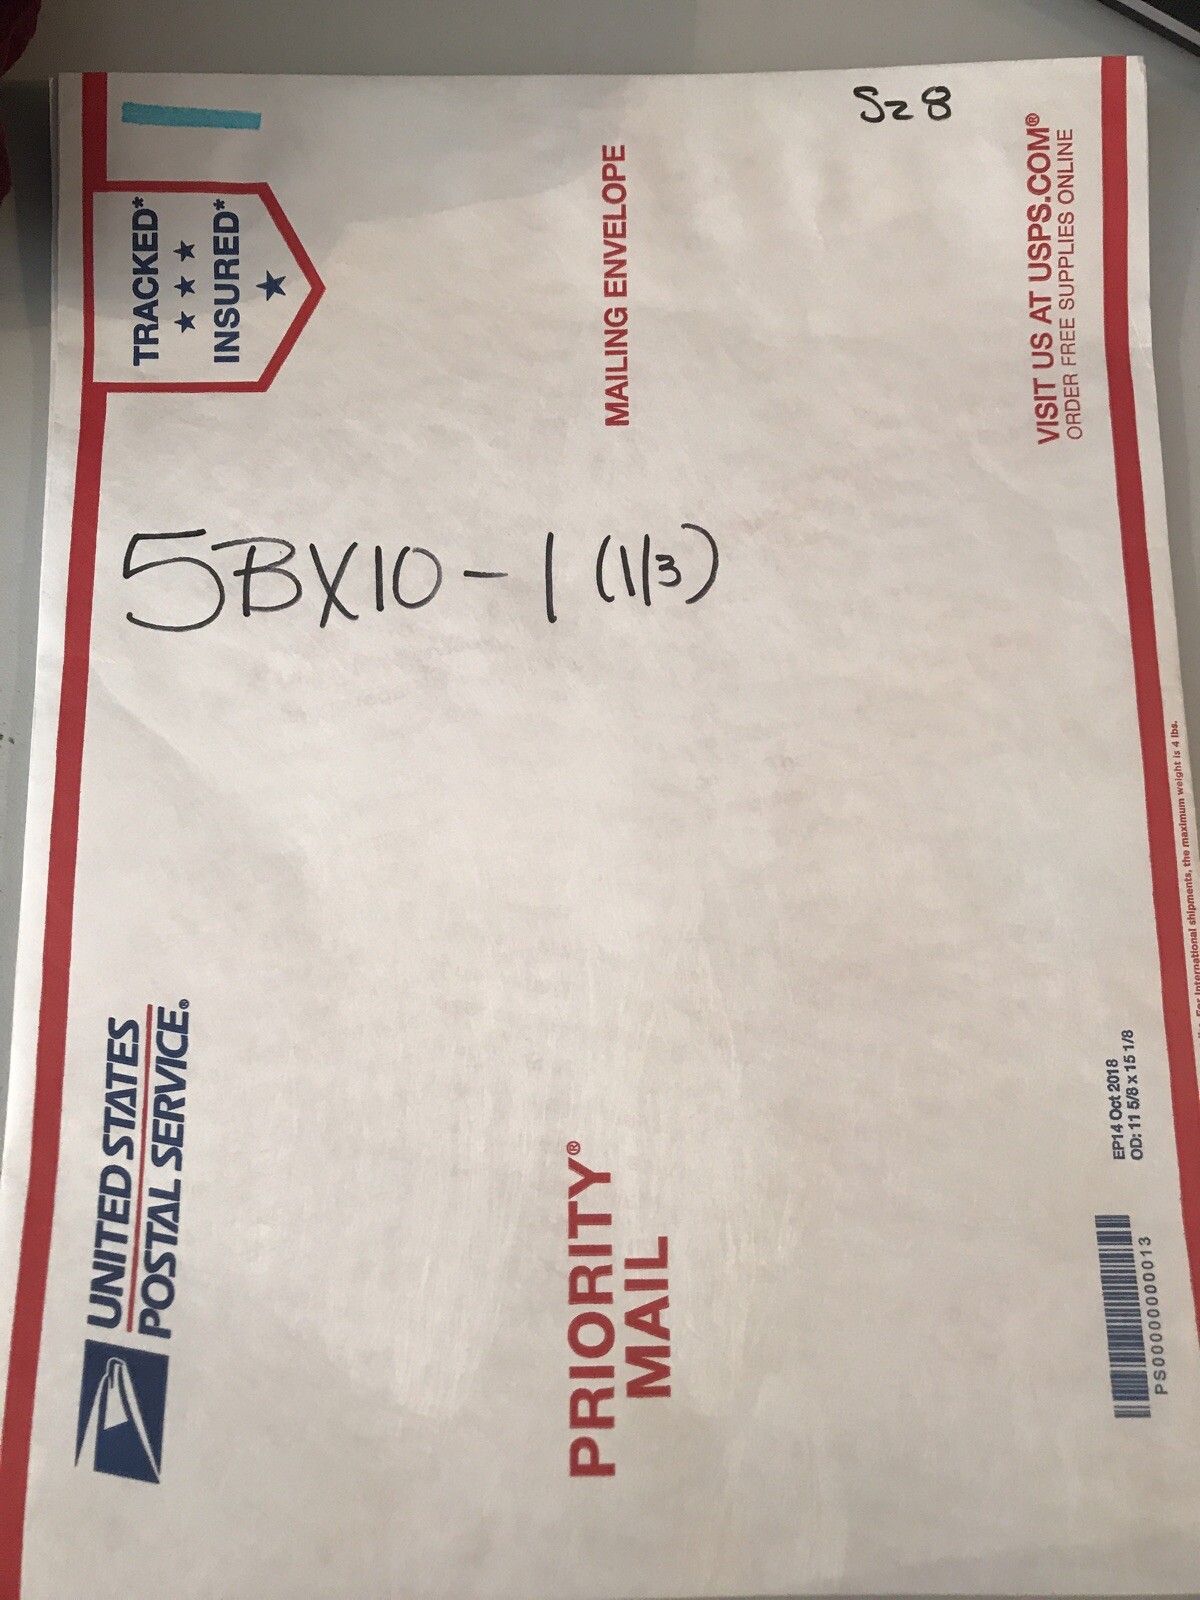 Sz 8
TRACKED*
INSURED*
MAILING ENVELOPE
VISIT US AT USPS.COM®
ORDER FREE SUPPLIES ONLINE
5BX10-1 (1/3)
UNITED STATES
POSTAL SERVICE®
PRIORITY®
MAIL
EP14 Oct 2018
OD: 11 5/8 x 15 1/8
PS00000000013
For International shipments, the maximum weight is 4 lbs.